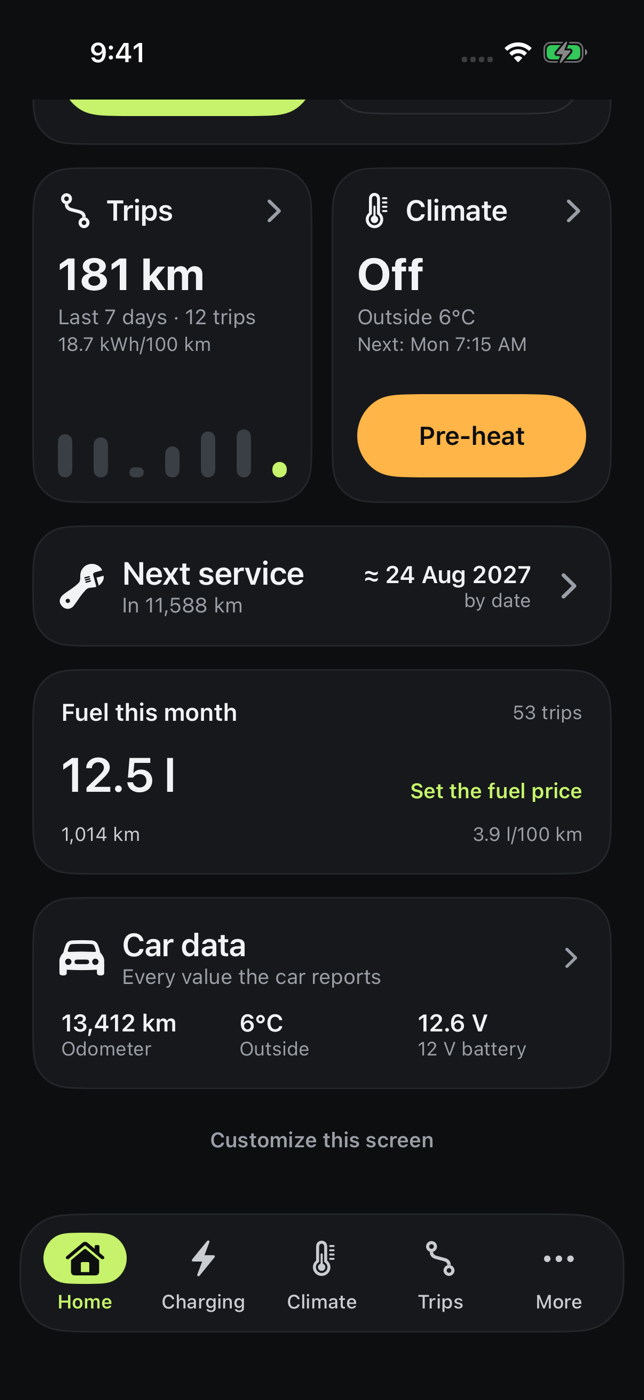 9:41
Trips
181 km
Last 7 days · 12 trips
18.7 kWh/100 km
Climate
Off
Outside 6°C
Next: Mon 7:15 AM
Pre-heat
Next service
In 11,588 km
≈ 24 Aug 2027
by date
Fuel this month
53 trips
12.5 l
Set the fuel price
1,014 km
3.9 l/100 km
Car data
Every value the car reports
13,412 km
Odometer
6°C
Outside
12.6 V
12 V battery
Customize this screen
Home
Charging
Climate
Trips
More